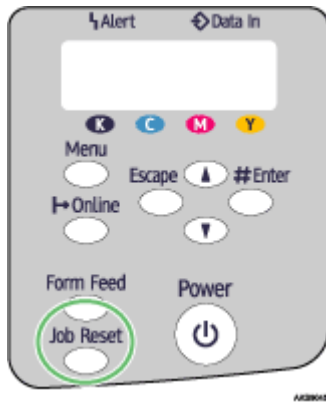 Alert Data In
K C M Y
Menu
Escape #Enter
Online
Form Feed
Power
Job Reset